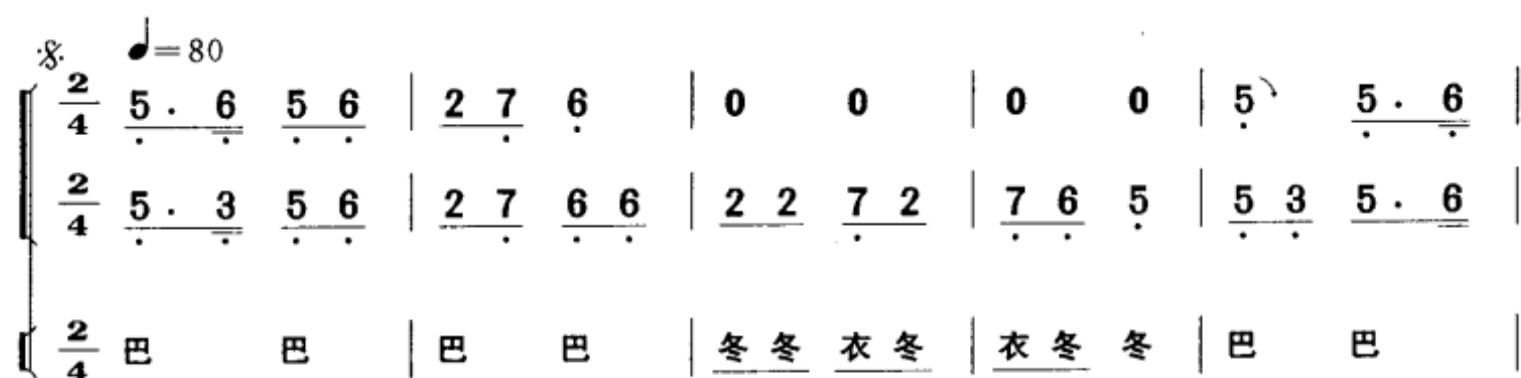 𝄋 ♩=80
2/4 5. 6 5 6 | 2 7 6 | 0 0 | 0 0 | 5 5. 6 |
2/4 5. 3 5 6 | 2 7 6 6 | 2 2 7 2 | 7 6 5 | 5 3 5. 6 |
2/4 巴 巴 | 巴 巴 | 冬 冬 衣 冬 | 衣 冬 冬 | 巴 巴 |